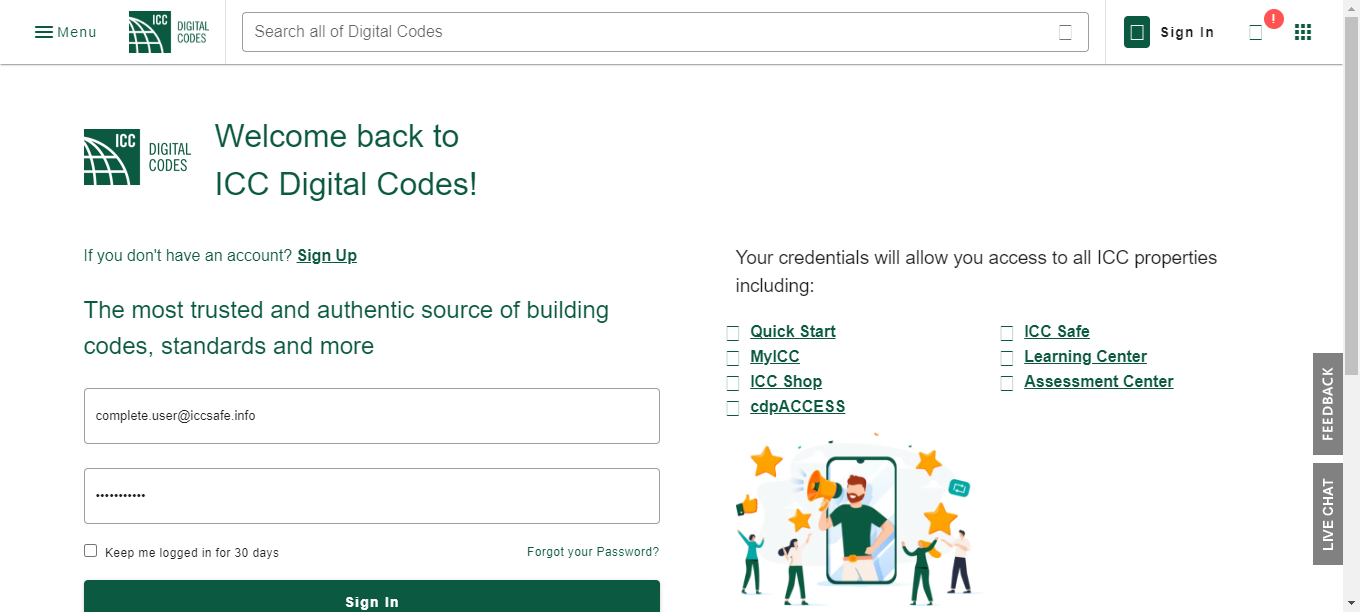 Menu
ICC
DIGITAL
CODES
Search all of Digital Codes
Sign In
!
ICC
DIGITAL
CODES
Welcome back to
ICC Digital Codes!
If you don't have an account? Sign Up
The most trusted and authentic source of building
codes, standards and more
complete.user@iccsafe.info
•••••••••••
Keep me logged in for 30 days
Forgot your Password?
Sign In
Your credentials will allow you access to all ICC properties
including:
Quick Start
MyICC
ICC Shop
cdpACCESS
ICC Safe
Learning Center
Assessment Center
FEEDBACK
LIVE CHAT